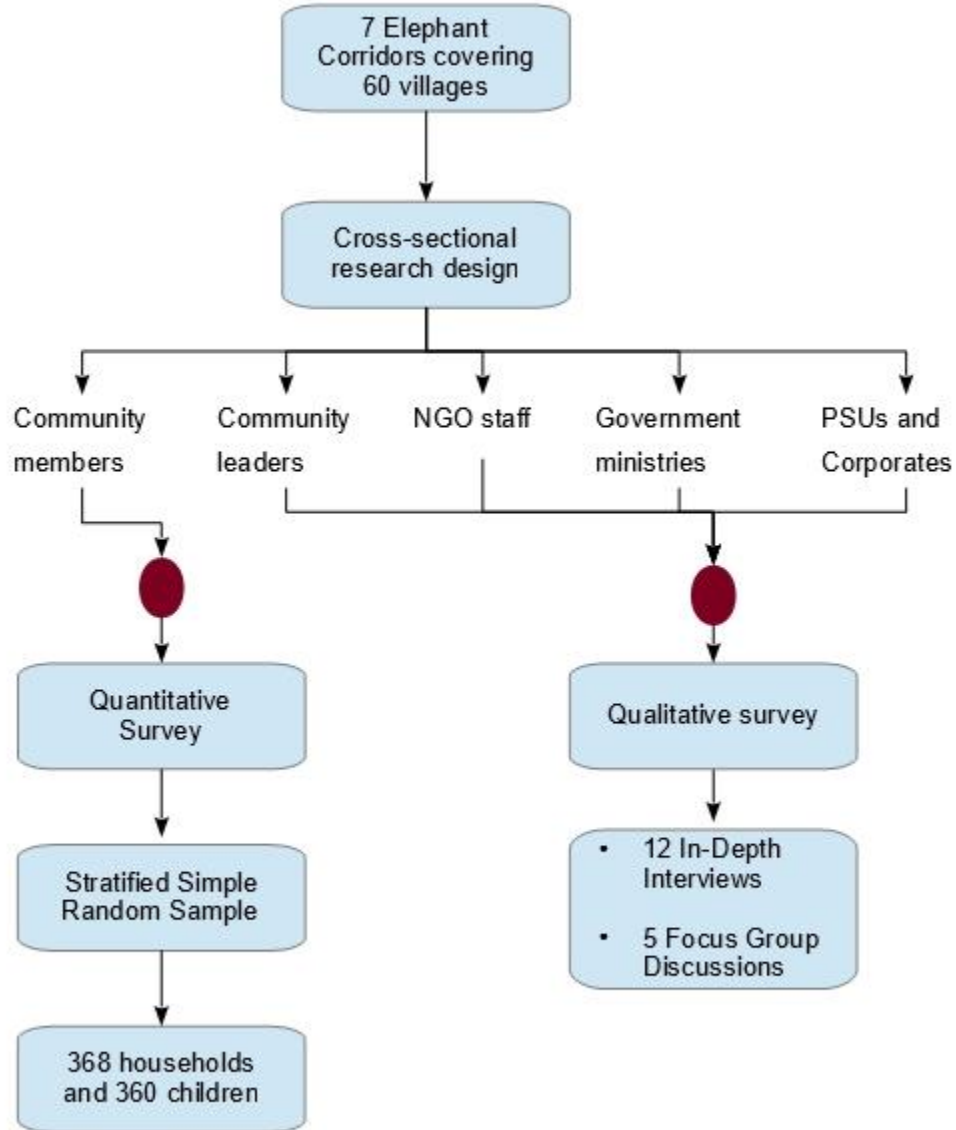 7 Elephant
Corridors covering
60 villages
Cross-sectional
research design
Community
members
Community
leaders
NGO staff
Government
ministries
PSUs and
Corporates
Quantitative
Survey
Qualitative survey
Stratified Simple
Random Sample
• 12 In-Depth
Interviews
• 5 Focus Group
Discussions
368 households
and 360 children